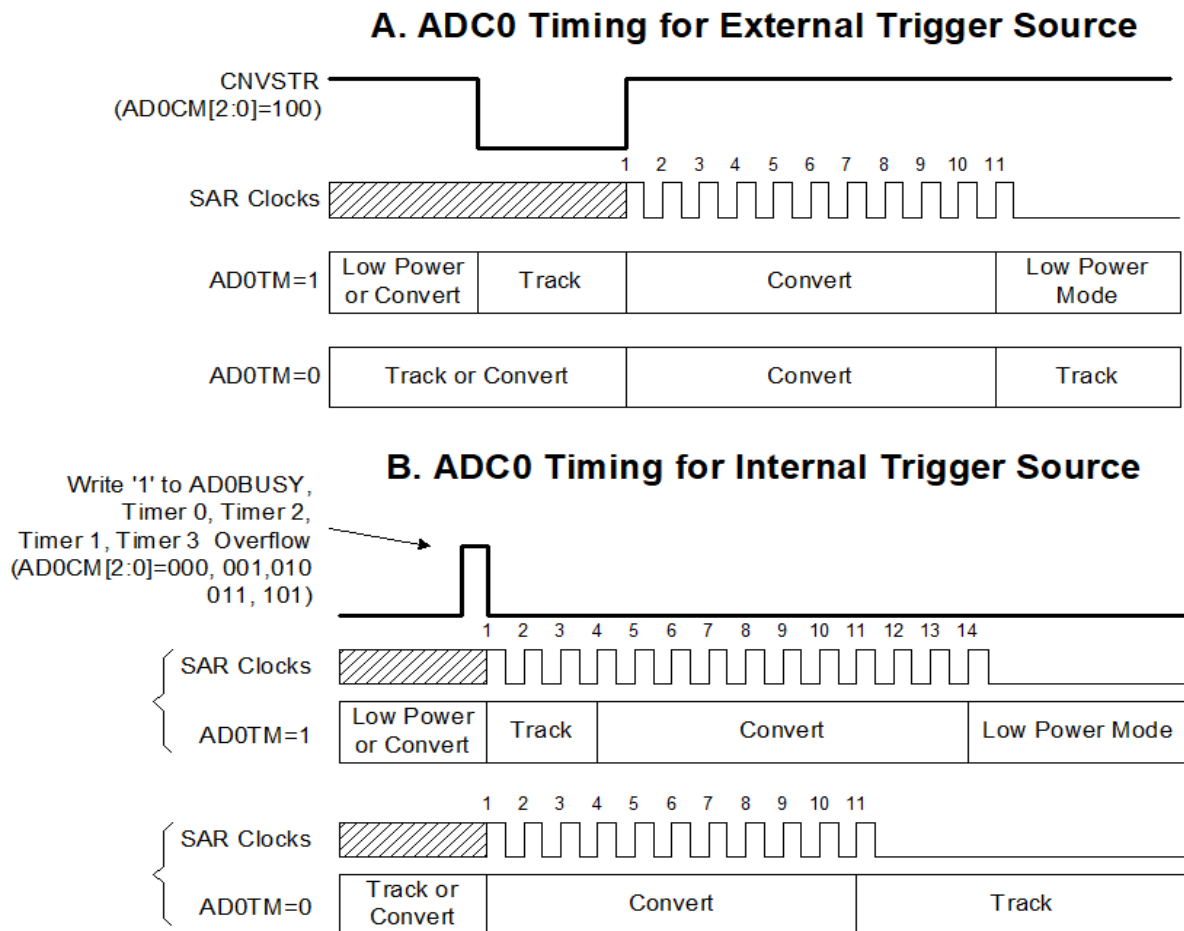 A. ADC0 Timing for External Trigger Source
CNVSTR
(AD0CM[2:0]=100)
1 2 3 4 5 6 7 8 9 10 11
SAR Clocks
AD0TM=1
Low Power
or Convert
Track
Convert
Low Power
Mode
AD0TM=0
Track or Convert
Convert
Track
B. ADC0 Timing for Internal Trigger Source
Write '1' to AD0BUSY,
Timer 0, Timer 2,
Timer 1, Timer 3 Overflow
(AD0CM[2:0]=000, 001,010
011, 101)
1 2 3 4 5 6 7 8 9 10 11 12 13 14
SAR Clocks
AD0TM=1
Low Power
or Convert
Track
Convert
Low Power Mode
1 2 3 4 5 6 7 8 9 10 11
SAR Clocks
AD0TM=0
Track or
Convert
Convert
Track